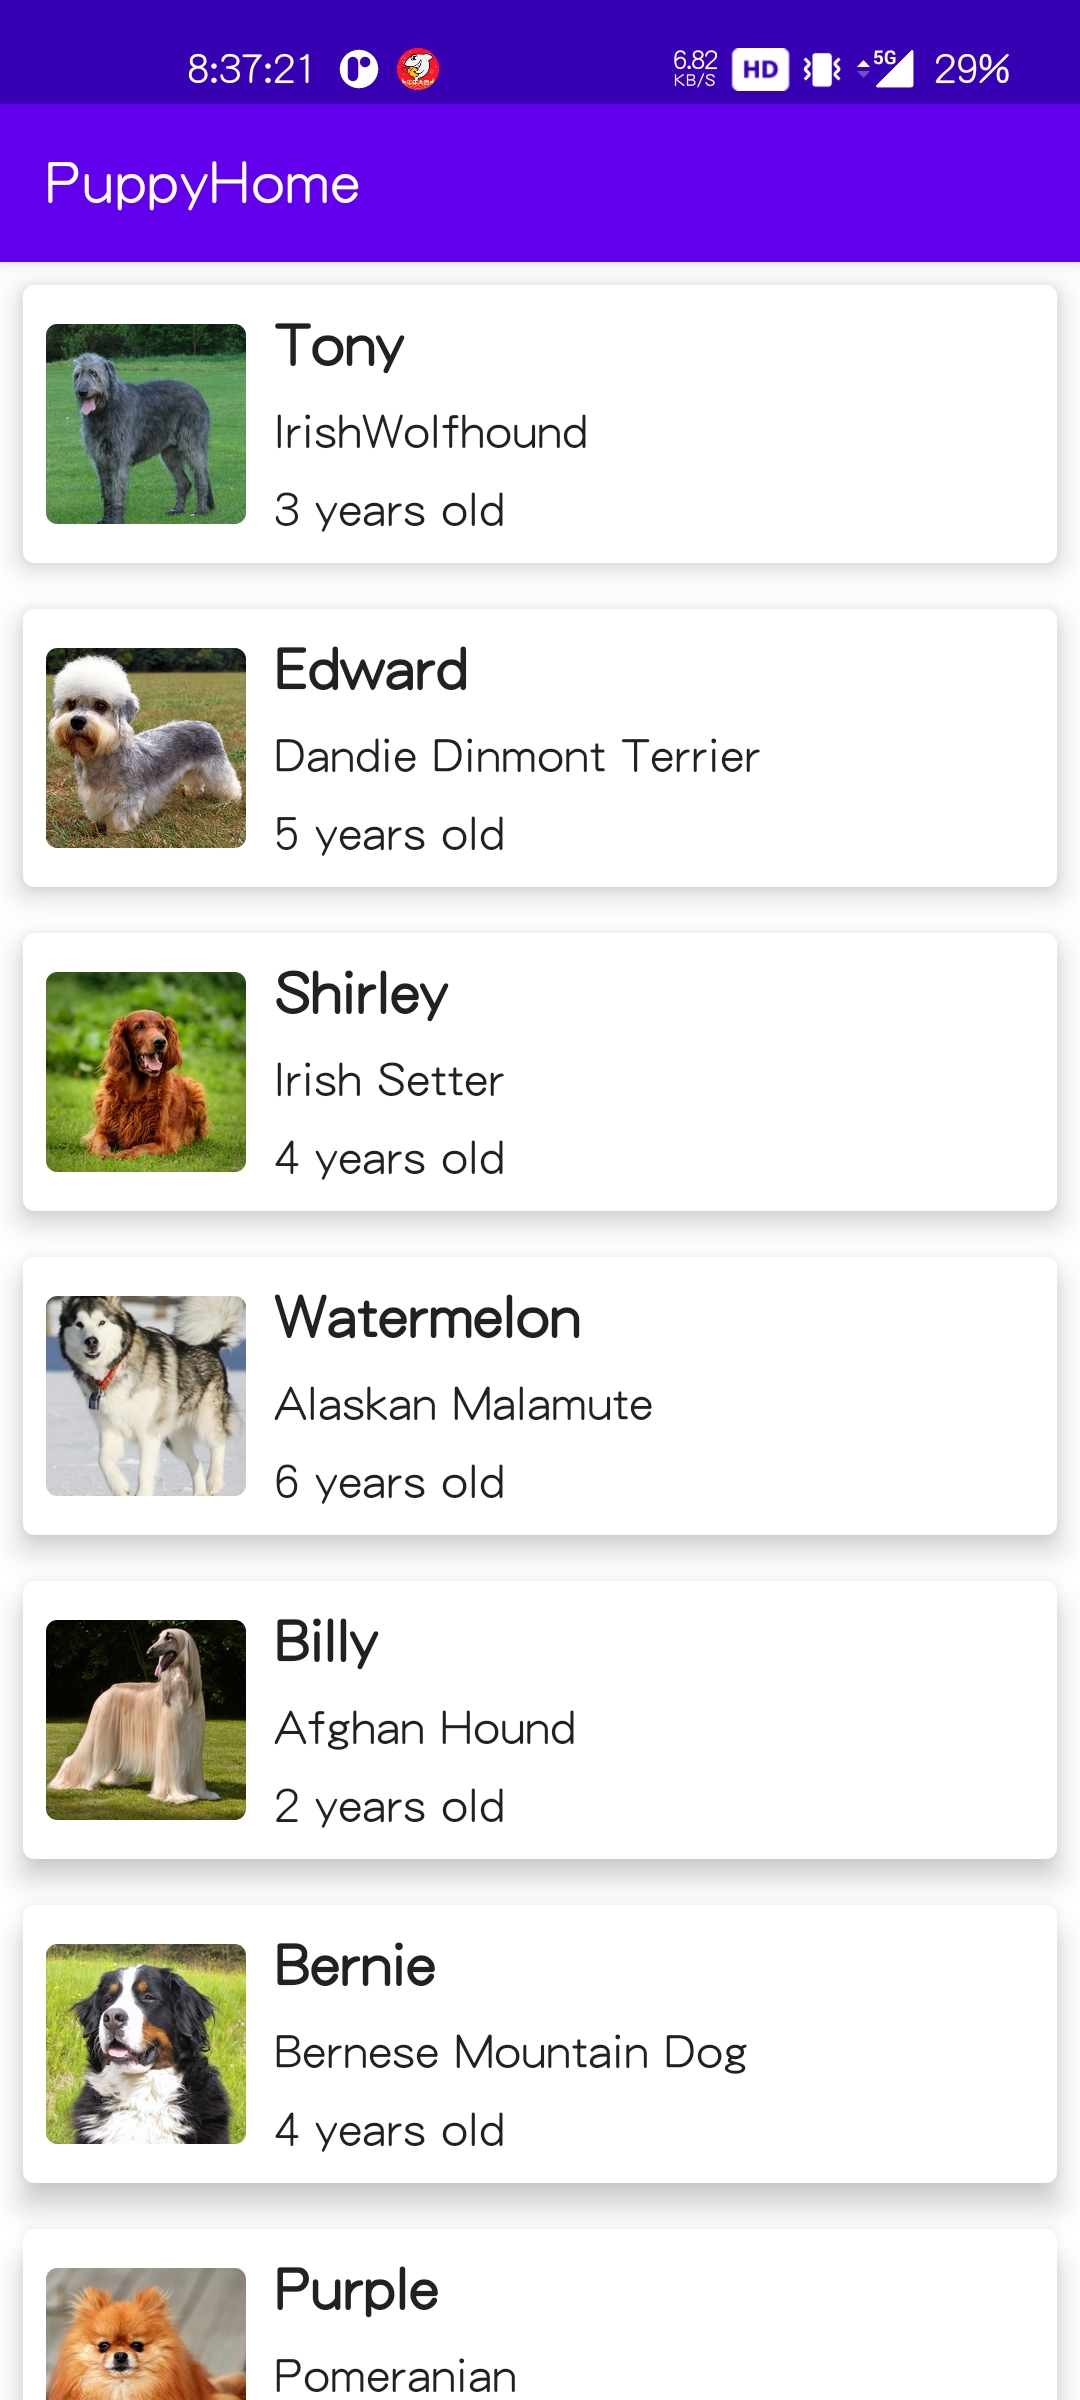 8:37:21
6.82
KB/S
HD
5G
29%
PuppyHome
Tony
IrishWolfhound
3 years old
Edward
Dandie Dinmont Terrier
5 years old
Shirley
Irish Setter
4 years old
Watermelon
Alaskan Malamute
6 years old
Billy
Afghan Hound
2 years old
Bernie
Bernese Mountain Dog
4 years old
Purple
Pomeranian